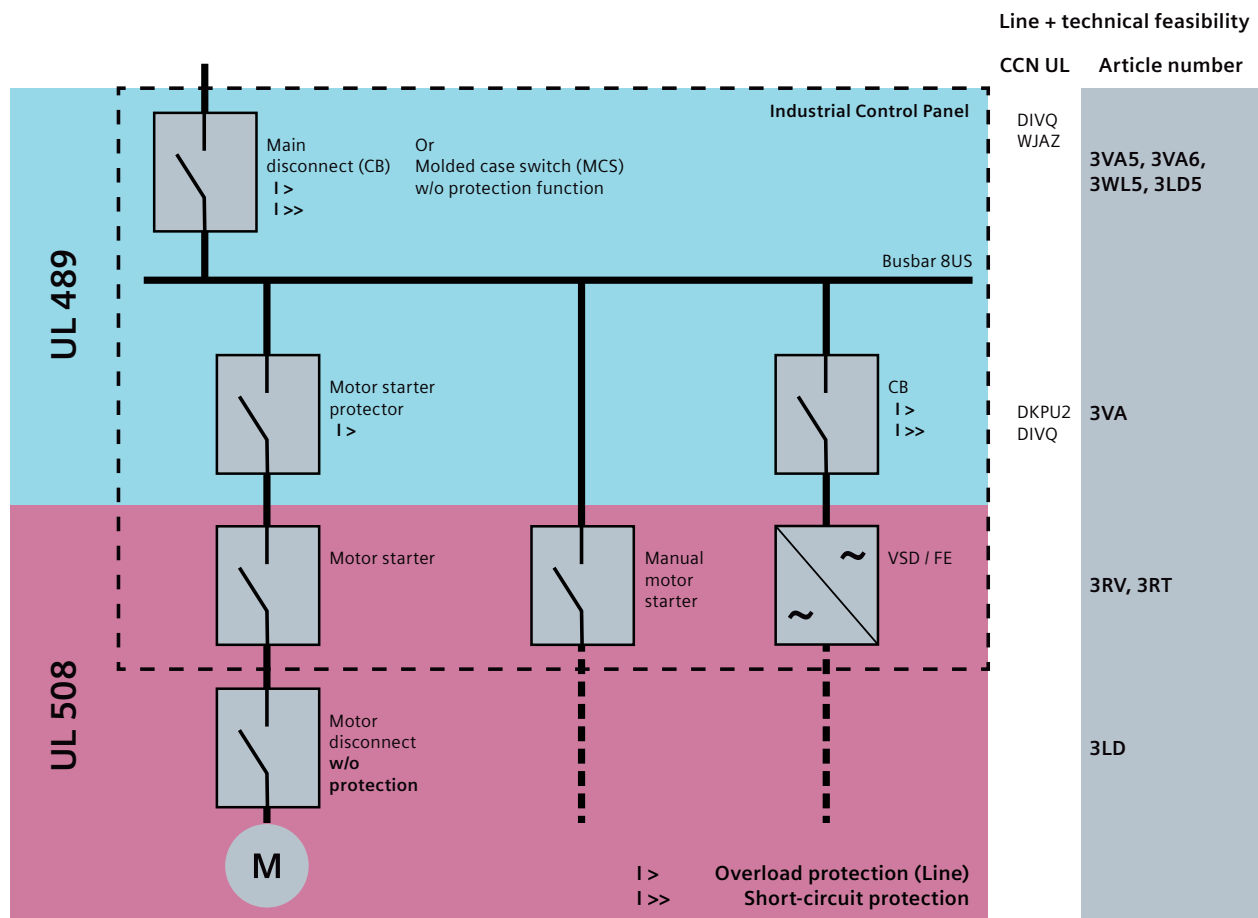 Line + technical feasibility
CCN UL
Article number
Industrial Control Panel
DIVQ
WJAZ
Main
disconnect (CB)
I >
I >>
Or
Molded case switch (MCS)
w/o protection function
3VA5, 3VA6,
3WL5, 3LD5
UL 489
Busbar 8US
Motor starter
protector
I >
CB
I >
I >>
DKPU2
DIVQ
3VA
Motor starter
Manual
motor
starter
~
~
VSD / FE
3RV, 3RT
UL 508
Motor
disconnect
w/o
protection
3LD
M
I > Overload protection (Line)
I >> Short-circuit protection